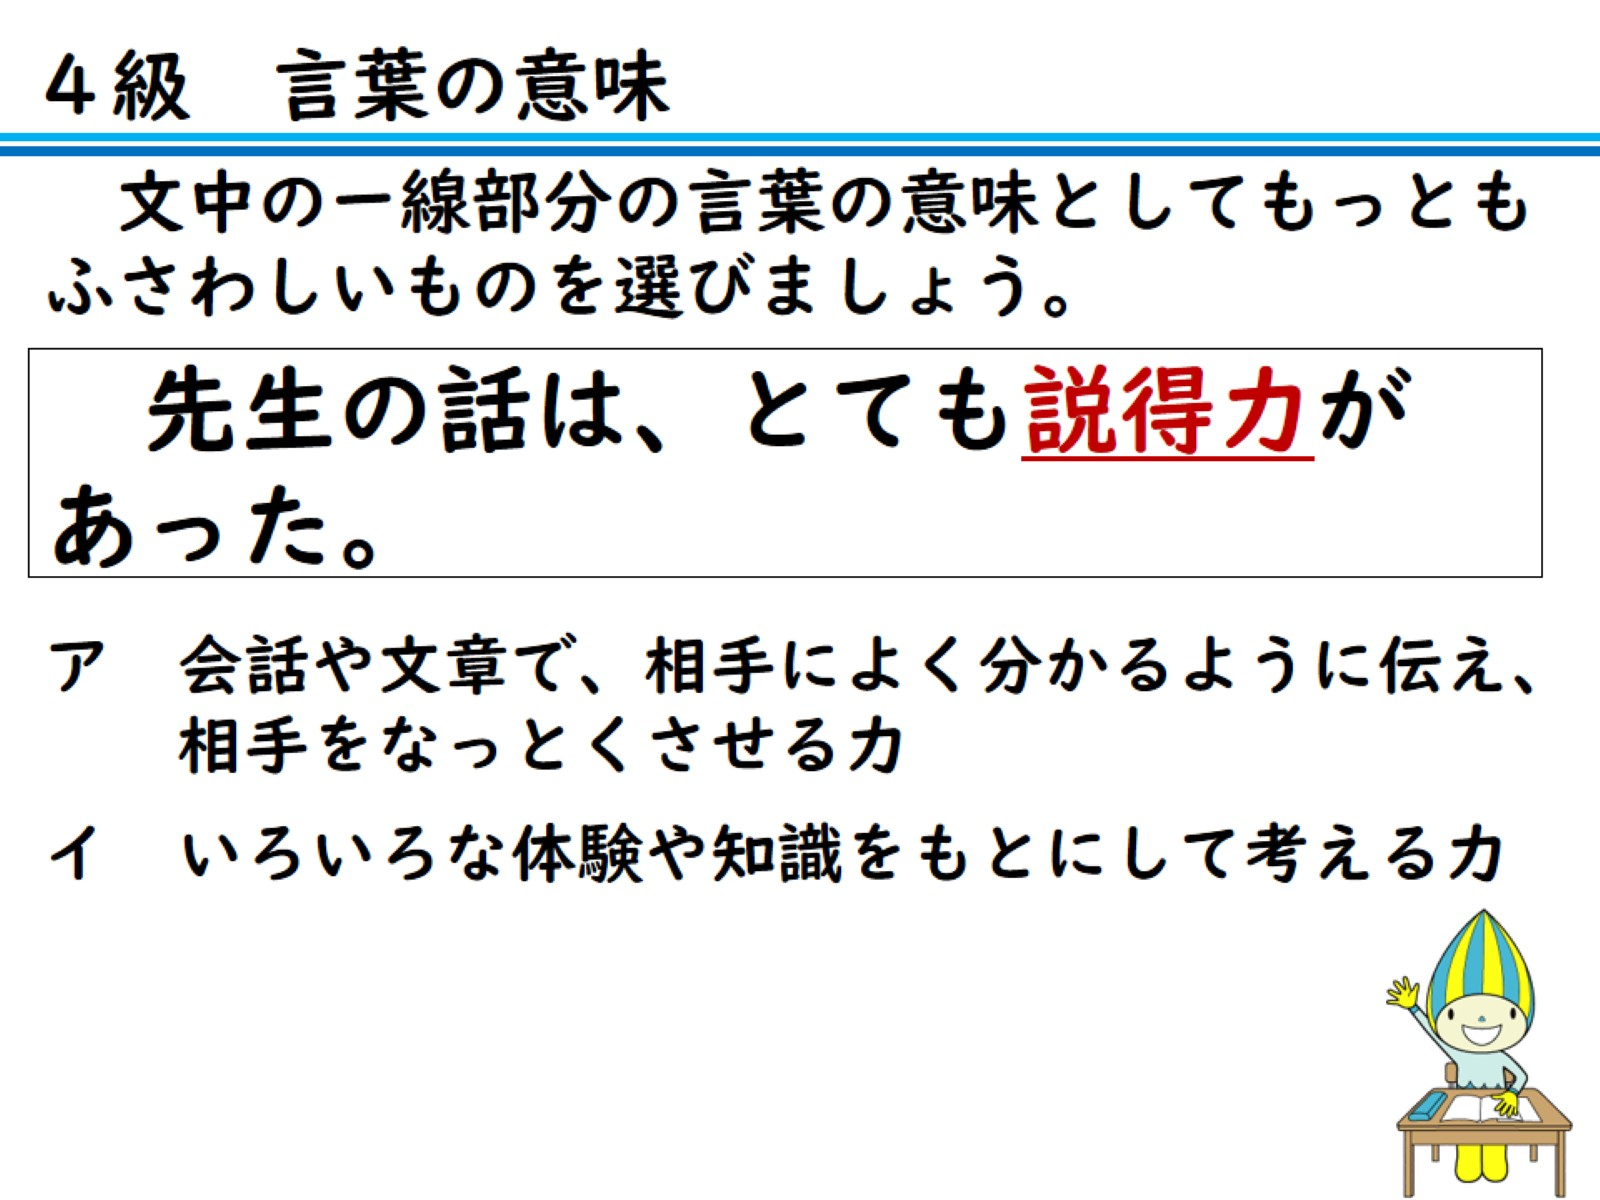 ４級　言葉の意味
文中の一線部分の言葉の意味としてもっとも
ふさわしいものを選びましょう。
先生の話は、とても説得力が
あった。
ア　会話や文章で、相手によく分かるように伝え、
相手をなっとくさせる力
イ　いろいろな体験や知識をもとにして考える力